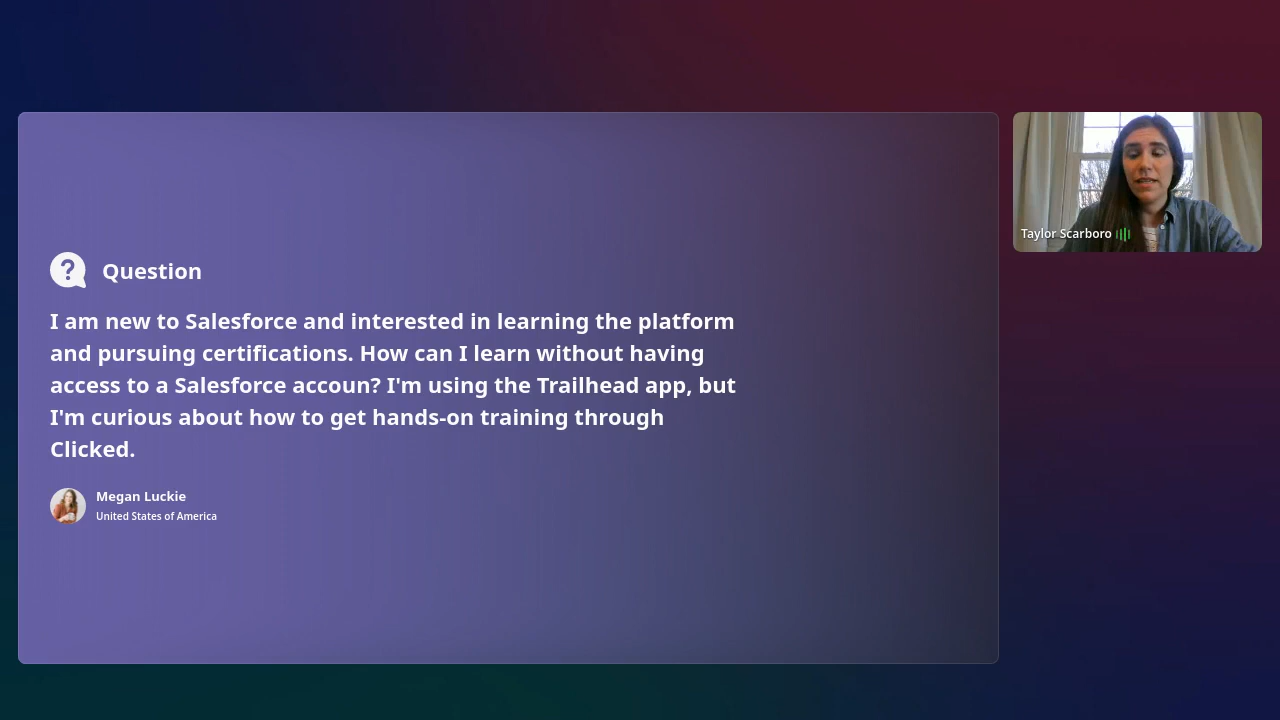 Question
I am new to Salesforce and interested in learning the platform
and pursuing certifications. How can I learn without having
access to a Salesforce accoun? I'm using the Trailhead app, but
I'm curious about how to get hands-on training through
Clicked.
Megan Luckie
United States of America
Taylor Scarboro